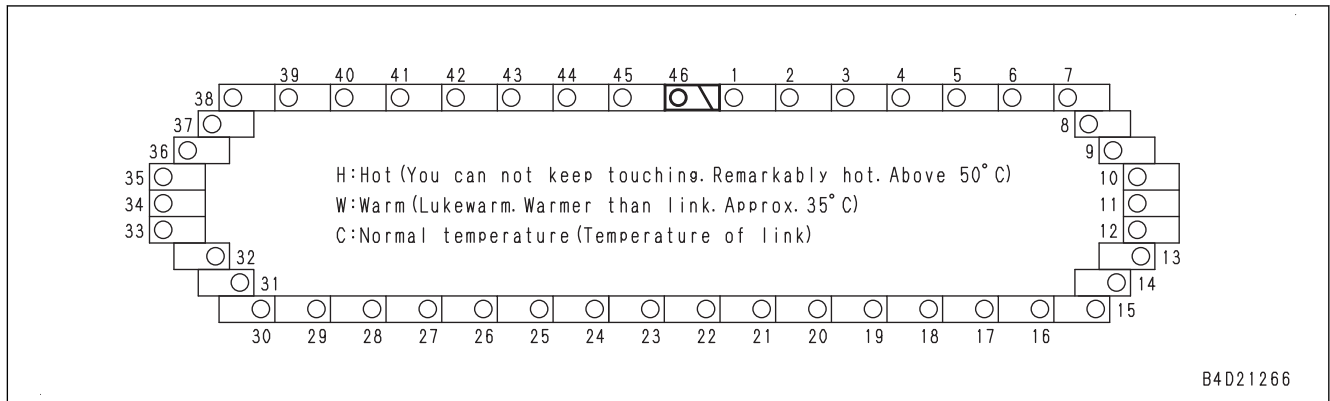 39 40 41 42 43 44 45 46 1 2 3 4 5 6 7
38
37 8
36 9
35 H:Hot(You can not keep touching. Remarkably hot. Above 50°C) 10
34 W:Warm(Lukewarm. Warmer than link. Approx. 35°C) 11
33 C:Normal temperature(Temperature of link) 12
32 13
31 14
15
30 29 28 27 26 25 24 23 22 21 20 19 18 17 16
B4D21266